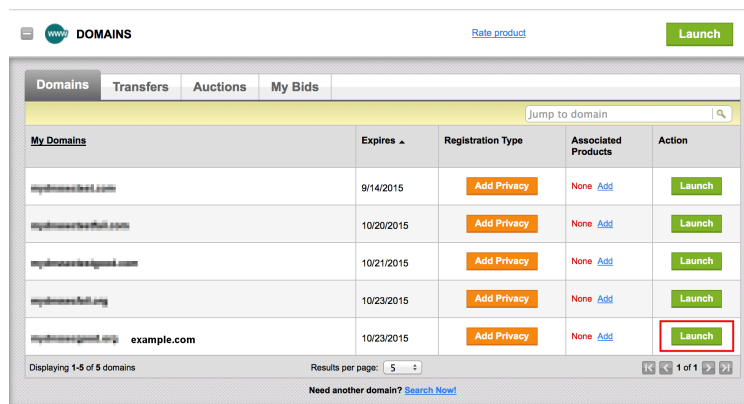 www DOMAINS Rate product Launch
Domains Transfers Auctions My Bids
Jump to domain
My Domains Expires Registration Type Associated Products Action
9/14/2015 Add Privacy None Add Launch
10/20/2015 Add Privacy None Add Launch
10/21/2015 Add Privacy None Add Launch
10/23/2015 Add Privacy None Add Launch
example.com 10/23/2015 Add Privacy None Add Launch
Displaying 1-5 of 5 domains Results per page: 5 1 of 1
Need another domain? Search Now!